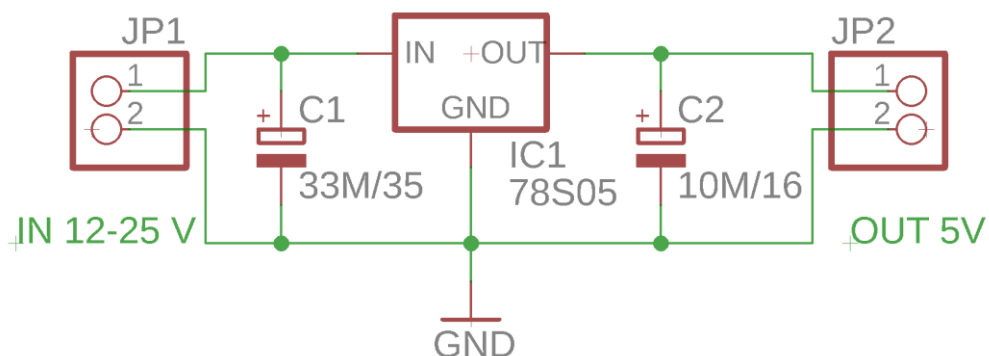 JP1
1
2
IN 12-25 V
+
C1
33M/35
IN
OUT
GND
IC1
78S05
+
C2
10M/16
JP2
1
2
OUT 5V
GND